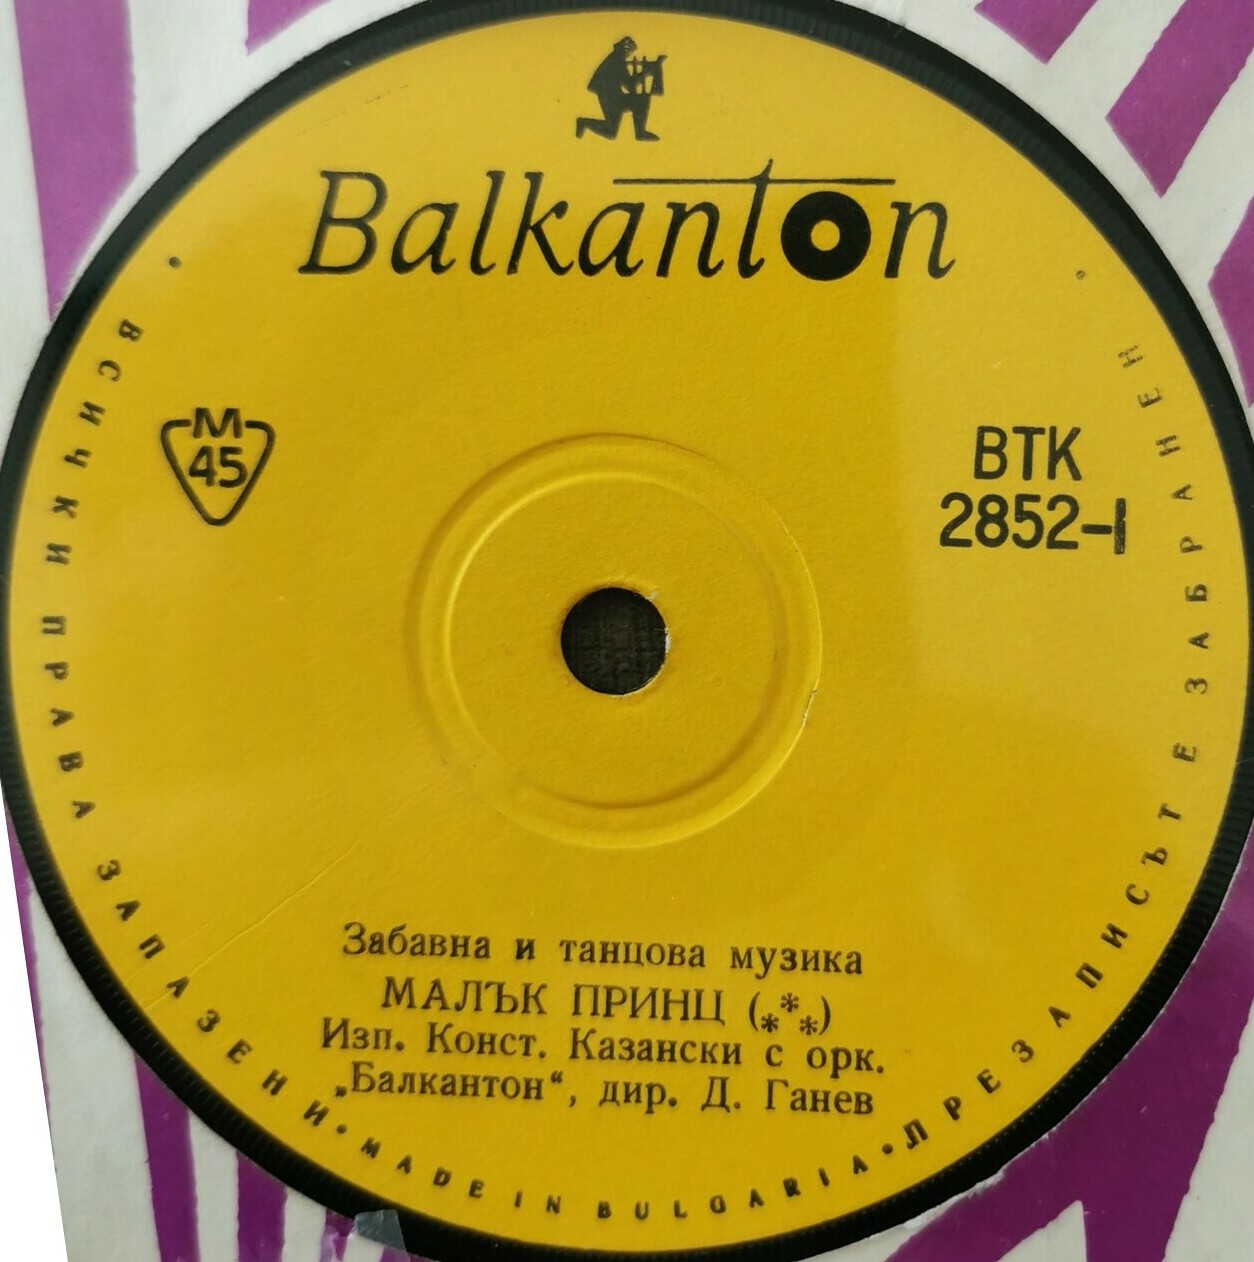 Balkanton
M
45
ВТК
2852-I
Забавна и танцова музика
МАЛЪК ПРИНЦ (***)
Изп. Конст. Казански с орк.
„Балкантон“, дир. Д. Ганев
• ВСИЧКИ ПРАВА ЗАПАЗЕНИ • MADE IN BULGARIA • ПРЕЗАПИСЪТ Е ЗАБРАНЕН •